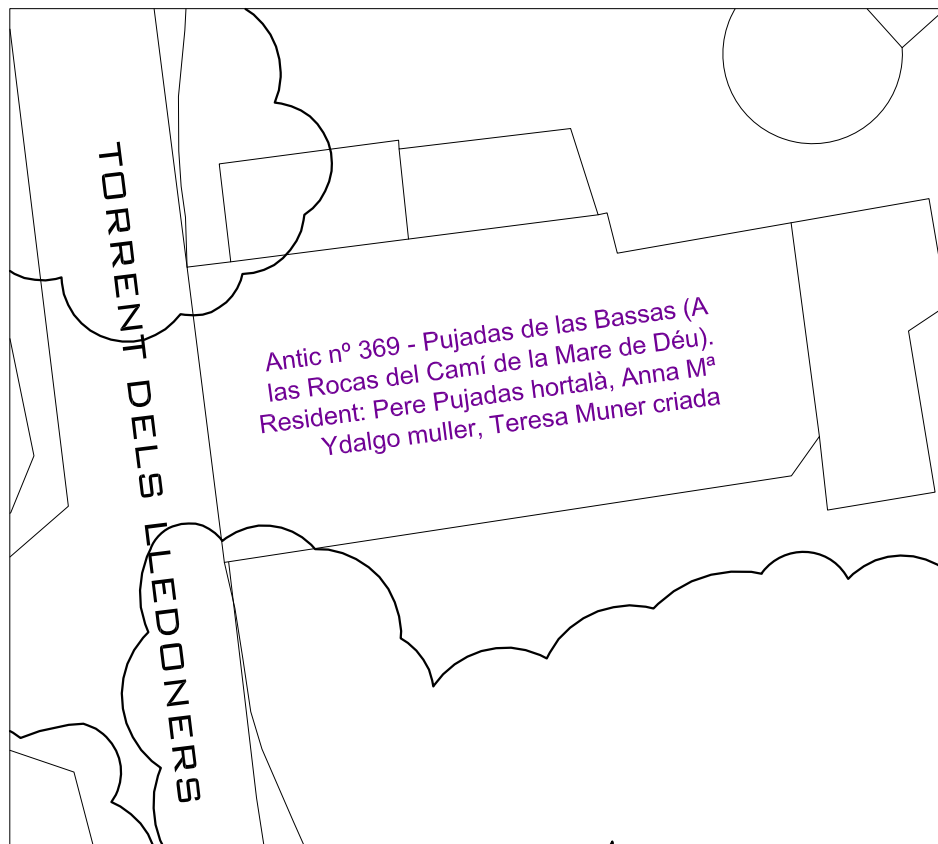 TORRENT DELS LLEDONERS
Antic nº 369 - Pujadas de las Bassas (A
las Rocas del Camí de la Mare de Déu).
Resident: Pere Pujadas hortalà, Anna Mª
Ydalgo muller, Teresa Muner criada